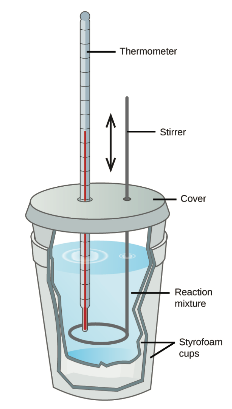 Thermometer
Stirrer
Cover
Reaction
mixture
Styrofoam
cups